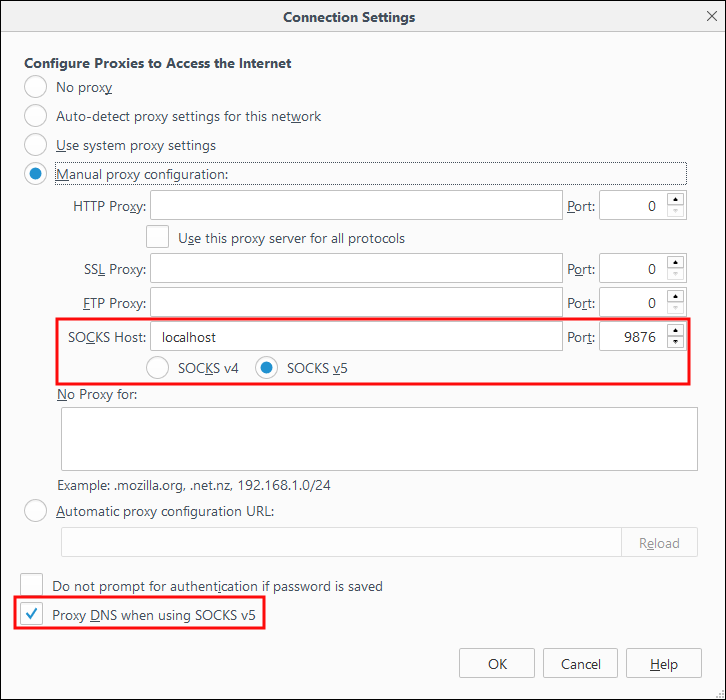 Connection Settings
Configure Proxies to Access the Internet
No proxy
Auto-detect proxy settings for this network
Use system proxy settings
Manual proxy configuration:
HTTP Proxy: Port: 0
Use this proxy server for all protocols
SSL Proxy: Port: 0
FTP Proxy: Port: 0
SOCKS Host: localhost Port: 9876
SOCKS v4 SOCKS v5
No Proxy for:
Example: .mozilla.org, .net.nz, 192.168.1.0/24
Automatic proxy configuration URL:
Reload
Do not prompt for authentication if password is saved
Proxy DNS when using SOCKS v5
OK Cancel Help